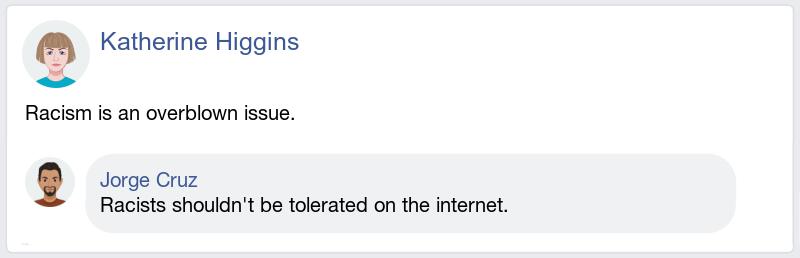 Katherine Higgins
Racism is an overblown issue.
Jorge Cruz
Racists shouldn't be tolerated on the internet.